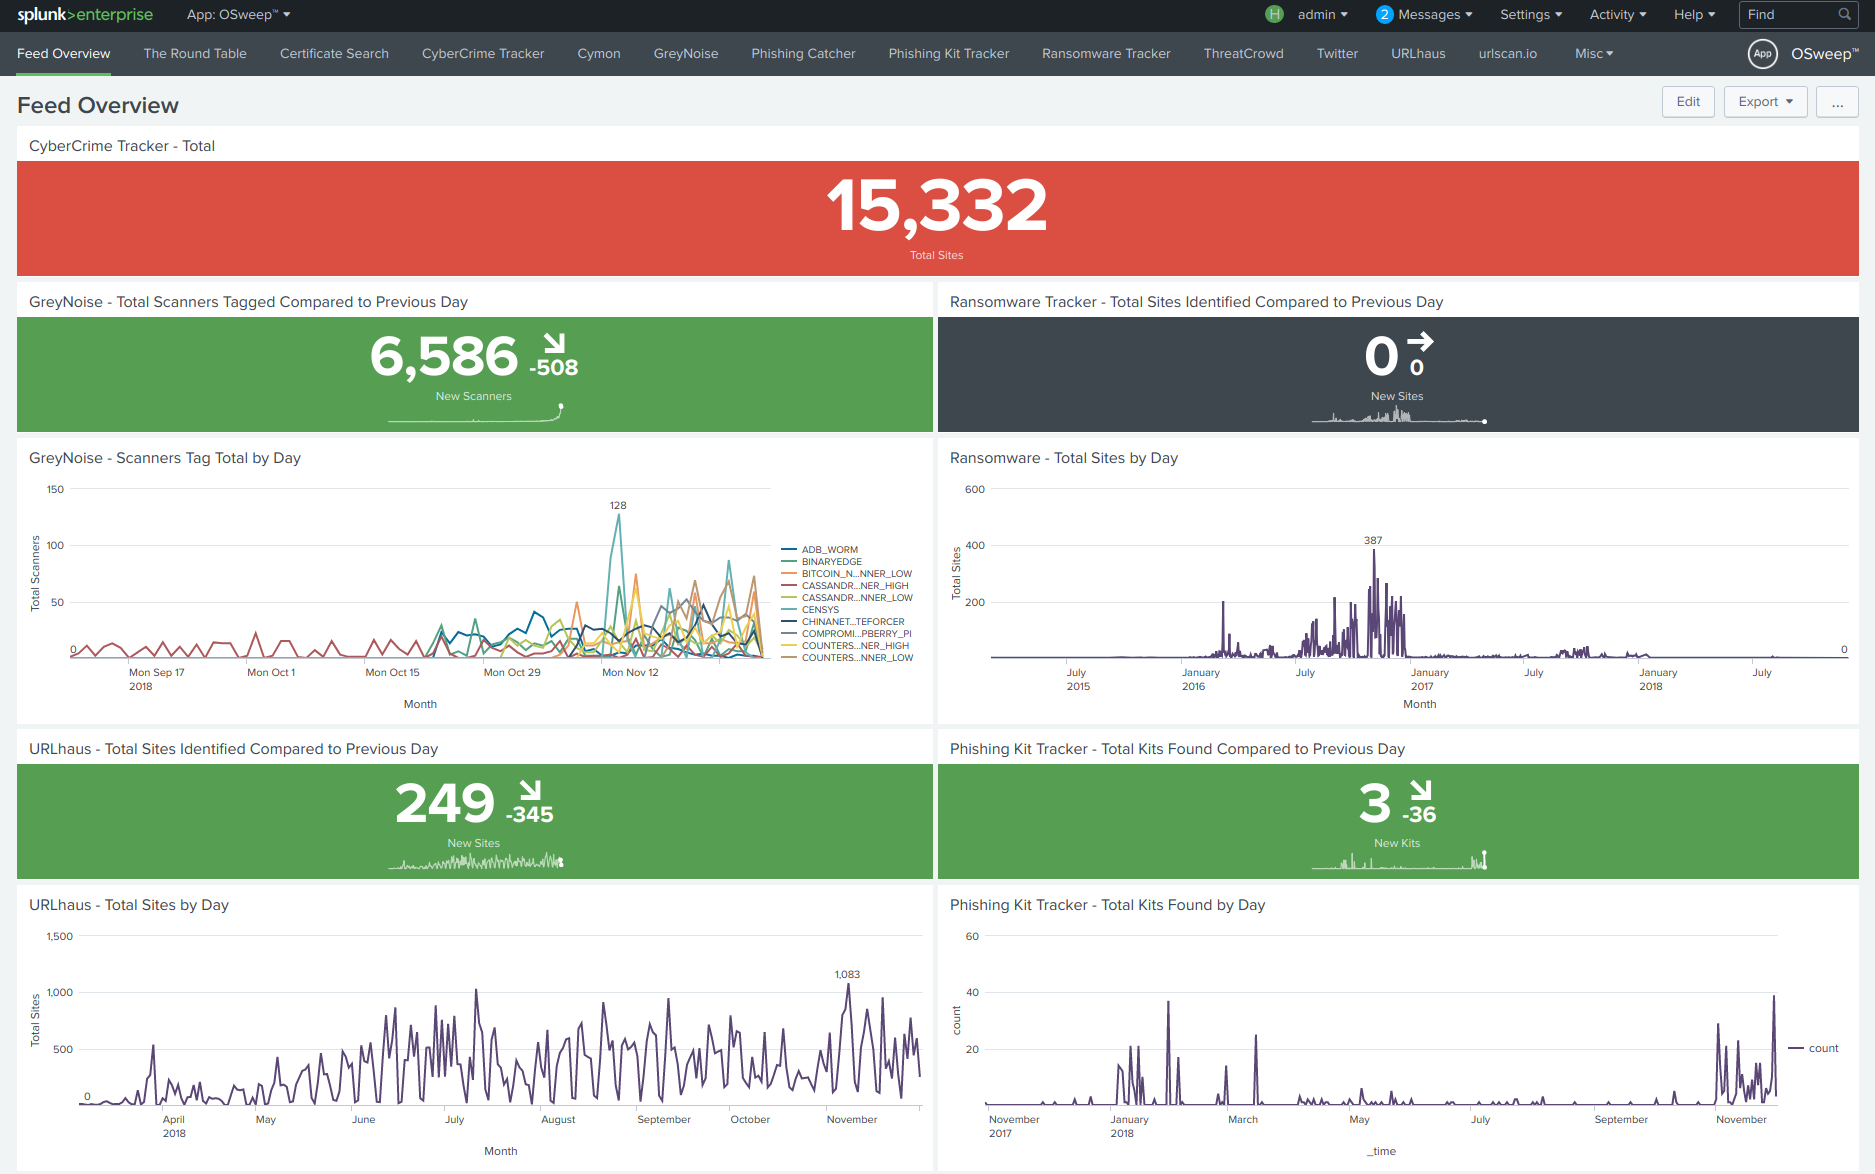 splunk>enterprise App: OSweep™ H admin 2 Messages Settings Activity Help Find
Feed Overview The Round Table Certificate Search CyberCrime Tracker Cymon GreyNoise Phishing Catcher Phishing Kit Tracker Ransomware Tracker ThreatCrowd Twitter URLhaus urlscan.io Misc App OSweep™
Feed Overview Edit Export ...
CyberCrime Tracker - Total
15,332
Total Sites
GreyNoise - Total Scanners Tagged Compared to Previous Day
6,586 -508
New Scanners
Ransomware Tracker - Total Sites Identified Compared to Previous Day
0 0
New Sites
GreyNoise - Scanners Tag Total by Day
150
100
50
0
128
Total Scanners
ADB_WORM
BINARYEDGE
BITCOIN_N...NNER_LOW
CASSANDR...NER_HIGH
CASSANDR...NNER_LOW
CENSYS
CHINANET...TEFORCER
COMPROMI...PBERRY_PI
COUNTERS...NER_HIGH
COUNTERS...NNER_LOW
Mon Sep 17 Mon Oct 1 Mon Oct 15 Mon Oct 29 Mon Nov 12
2018
Month
Ransomware - Total Sites by Day
600
400
200
387
0
Total Sites
July January July January July January July
2015 2016 2017 2018
Month
URLhaus - Total Sites Identified Compared to Previous Day
249 -345
New Sites
Phishing Kit Tracker - Total Kits Found Compared to Previous Day
3 -36
New Kits
URLhaus - Total Sites by Day
1,500
1,000
500
0
1,083
Total Sites
April May June July August September October November
2018
Month
Phishing Kit Tracker - Total Kits Found by Day
60
40
20
count
count
November January March May July September November
2017 2018
_time